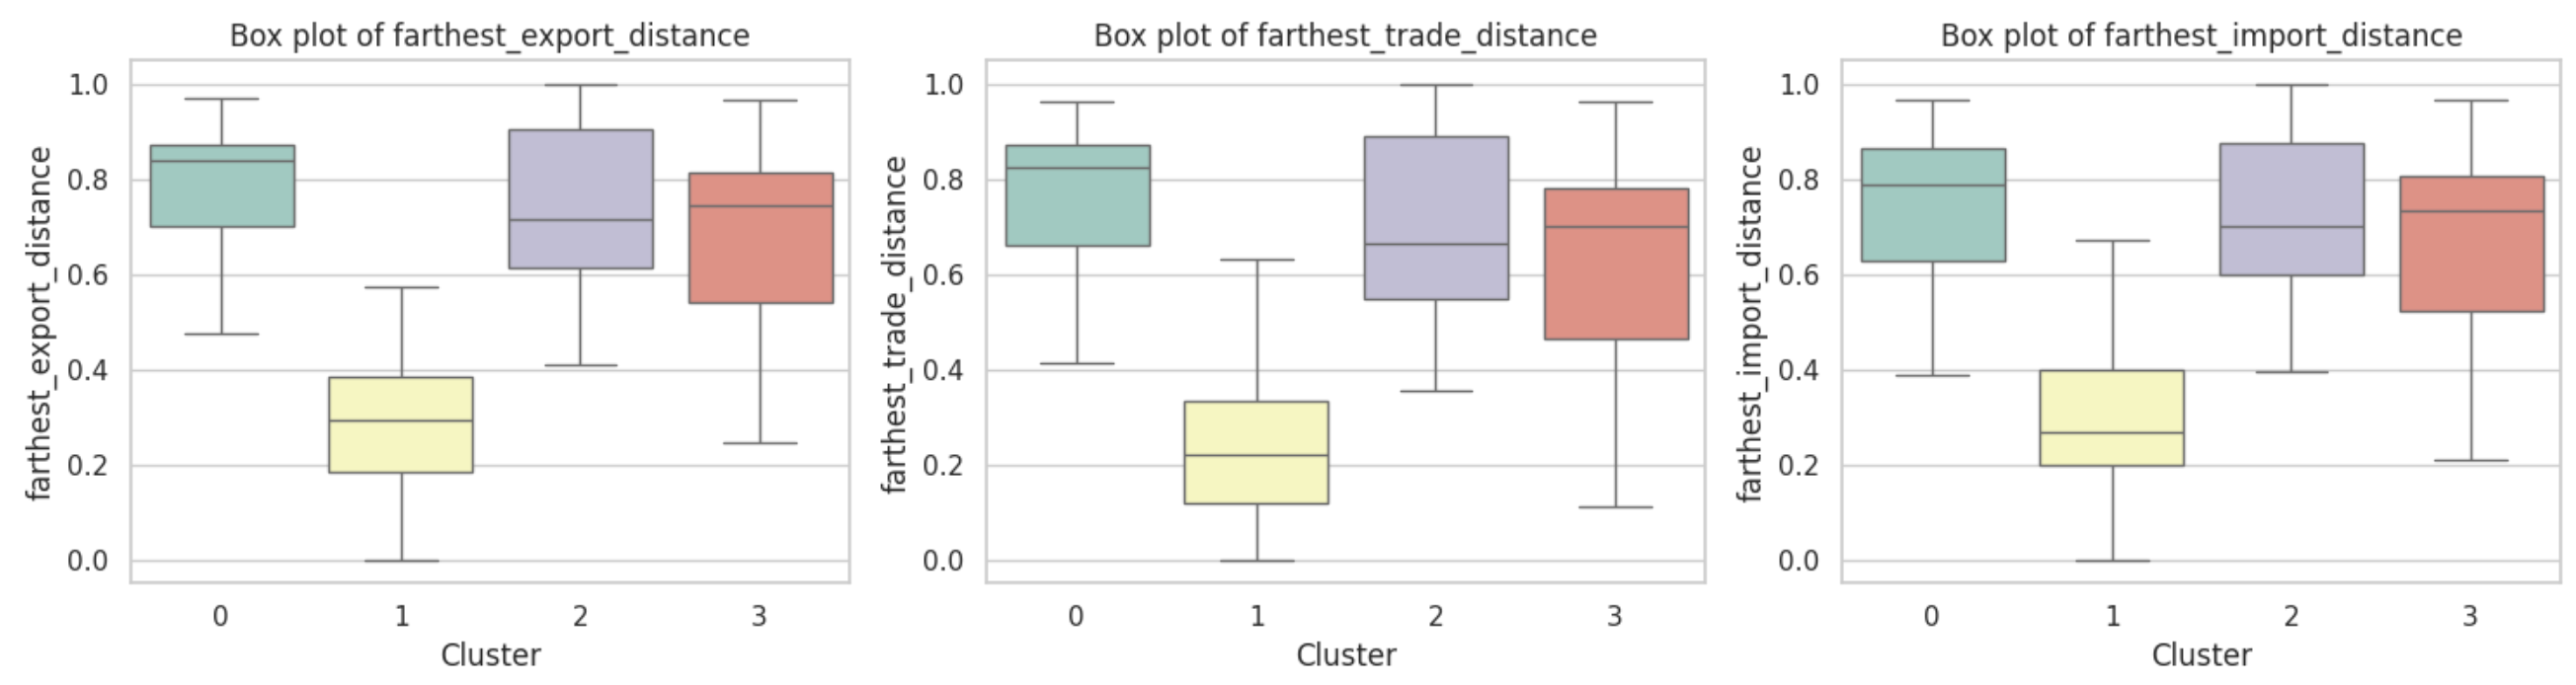 Box plot of farthest_export_distance
farthest_export_distance
1.0
0.8
0.6
0.4
0.2
0.0
0 1 2 3
Cluster
Box plot of farthest_trade_distance
farthest_trade_distance
1.0
0.8
0.6
0.4
0.2
0.0
0 1 2 3
Cluster
Box plot of farthest_import_distance
farthest_import_distance
1.0
0.8
0.6
0.4
0.2
0.0
0 1 2 3
Cluster